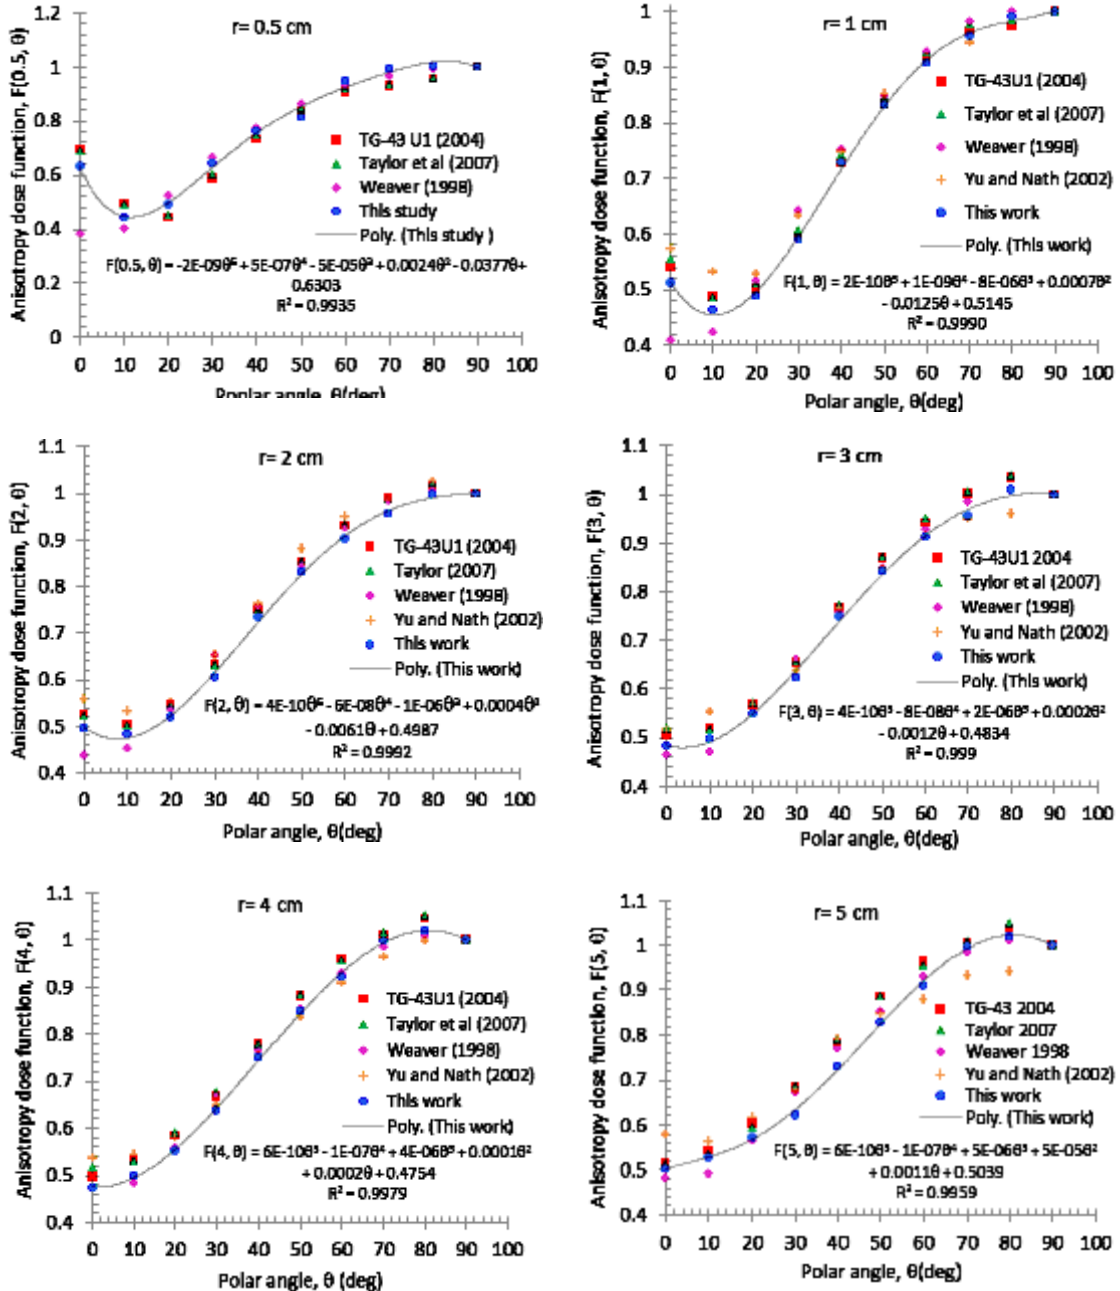 r= 0.5 cm
Anisotropy dose function, F(0.5, θ)
1.2
1
0.8
0.6
0.4
0.2
0
TG-43 U1 (2004)
Taylor et al (2007)
Weaver (1998)
This study
Poly. (This study )
F(0.5, θ) = -2E-09θ⁵ + 5E-07θ⁴ - 5E-05θ³ + 0.0024θ² - 0.0377θ +
0.6303
R² = 0.9935
0 10 20 30 40 50 60 70 80 90 100
Poplar angle, θ(deg)
r= 1 cm
Anisotropy dose function, F(1, θ)
1
0.9
0.8
0.7
0.6
0.5
0.4
TG-43U1 (2004)
Taylor et al (2007)
Weaver (1998)
Yu and Nath (2002)
This work
Poly. (This work)
F(1, θ) = 2E-10θ⁵ + 1E-09θ⁴ - 8E-06θ³ + 0.0007θ²
- 0.0125θ + 0.5145
R² = 0.9990
0 10 20 30 40 50 60 70 80 90 100
Polar angle, θ(deg)
r= 2 cm
Anisotropy dose function, F(2, θ)
1.1
1
0.9
0.8
0.7
0.6
0.5
0.4
TG-43U1 (2004)
Taylor (2007)
Weaver (1998)
Yu and Nath (2002)
This work
Poly. (This work)
F(2, θ) = 4E-10θ⁵ - 6E-08θ⁴ - 1E-06θ³ + 0.0004θ²
- 0.0061θ + 0.4987
R² = 0.9992
0 10 20 30 40 50 60 70 80 90 100
Polar angle, θ(deg)
r= 3 cm
Anisotropy dose function, F(3, θ)
1.1
1
0.9
0.8
0.7
0.6
0.5
0.4
TG-43U1 2004
Taylor et al (2007)
Weaver (1998)
Yu and Nath (2002)
This work
Poly. (This work)
F(3, θ) = 4E-10θ⁵ - 8E-08θ⁴ + 2E-06θ³ + 0.0002θ²
- 0.0012θ + 0.4834
R² = 0.999
0 10 20 30 40 50 60 70 80 90 100
Polar angle, θ(deg)
r= 4 cm
Anisotropy dose function, F(4, θ)
1.1
1
0.9
0.8
0.7
0.6
0.5
0.4
TG-43U1 (2004)
Taylor et al (2007)
Weaver (1998)
Yu and Nath (2002)
This work
Poly. (This work)
F(4, θ) = 6E-10θ⁵ - 1E-07θ⁴ + 4E-06θ³ + 0.0001θ²
+ 0.0002θ + 0.4754
R² = 0.9979
0 10 20 30 40 50 60 70 80 90 100
Polar angle, θ (deg)
r= 5 cm
Anisotropy dose function, F(5, θ)
1.1
1
0.9
0.8
0.7
0.6
0.5
0.4
TG-43 2004
Taylor 2007
Weaver 1998
Yu and Nath (2002)
This work
Poly. (This work)
F(5, θ) = 6E-10θ⁵ - 1E-07θ⁴ + 5E-06θ³ + 5E-05θ²
+ 0.0011θ + 0.5039
R² = 0.9959
0 10 20 30 40 50 60 70 80 90 100
Polar angle, θ(deg)